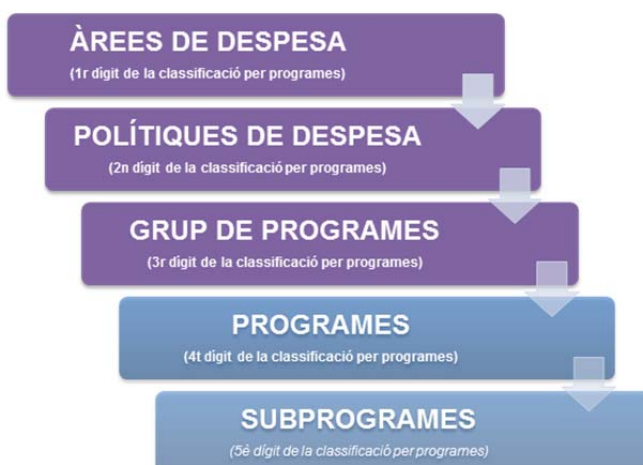 ÀREES DE DESPESA
(1r dígit de la classificació per programes)
POLÍTIQUES DE DESPESA
(2n dígit de la classificació per programes)
GRUP DE PROGRAMES
(3r dígit de la classificació per programes)
PROGRAMES
(4t dígit de la classificació per programes)
SUBPROGRAMES
(5è dígit de la classificació per programes)